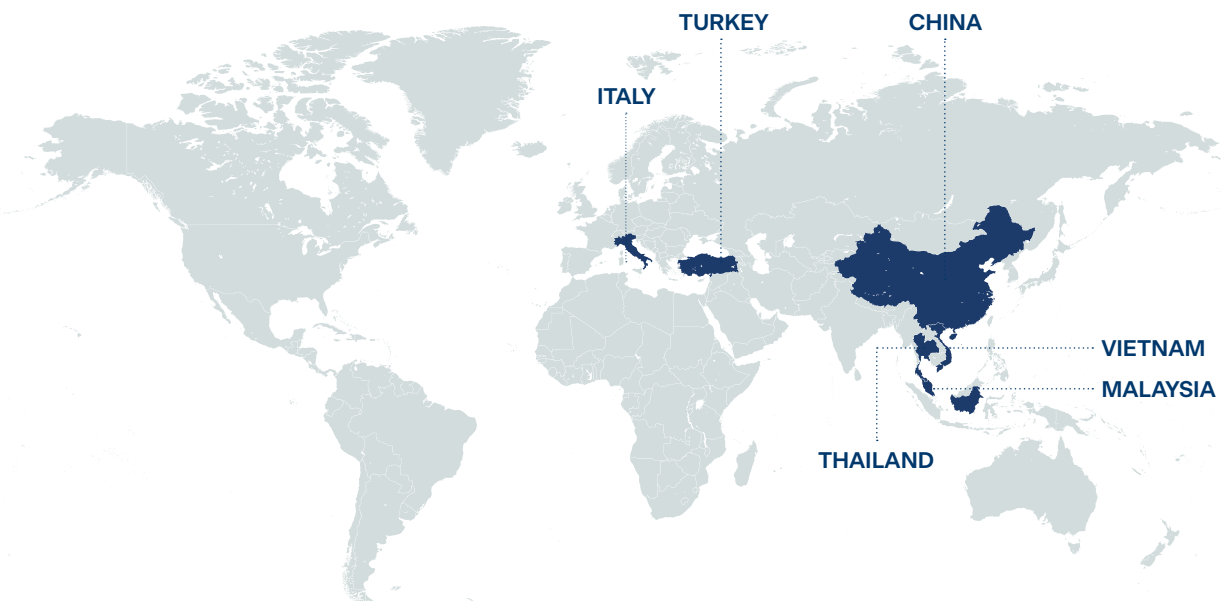 TURKEY
CHINA
ITALY
VIETNAM
MALAYSIA
THAILAND